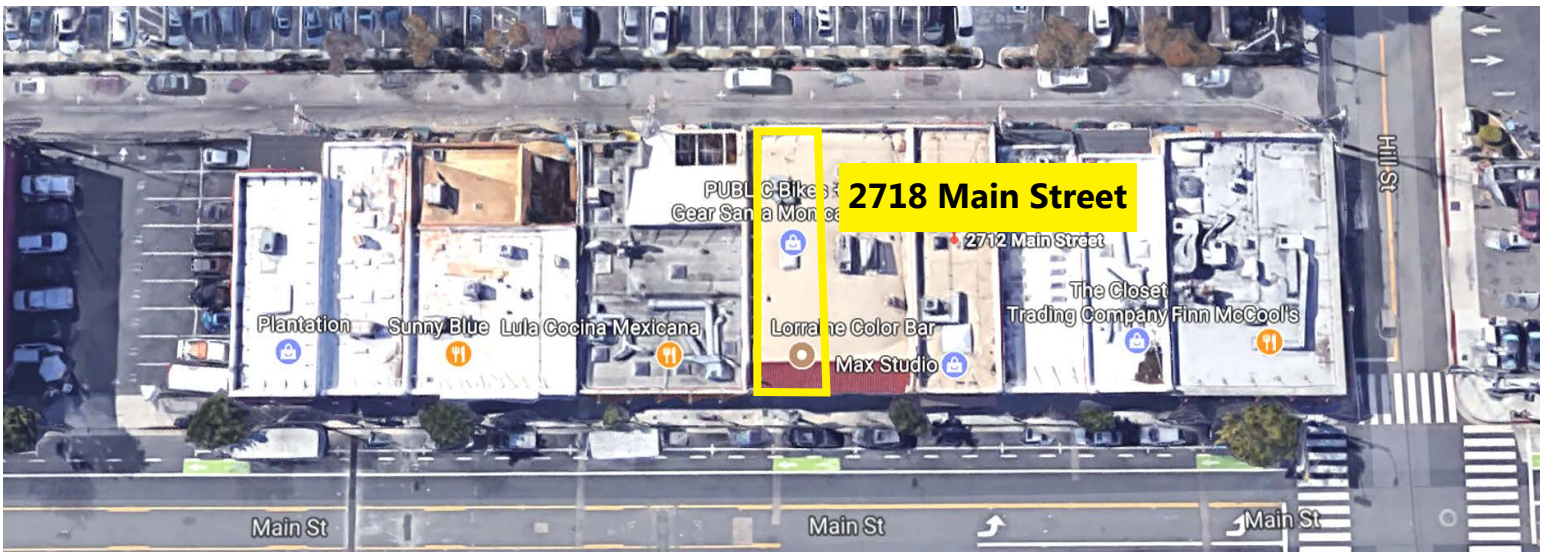 Hill St
PUBLIC Bikes &
Gear Santa Monica
2718 Main Street
2712 Main Street
The Closet
Trading Company
Finn McCool's
Plantation
Sunny Blue
Lula Cocina Mexicana
Lorraine Color Bar
Max Studio
Main St
Main St
Main St